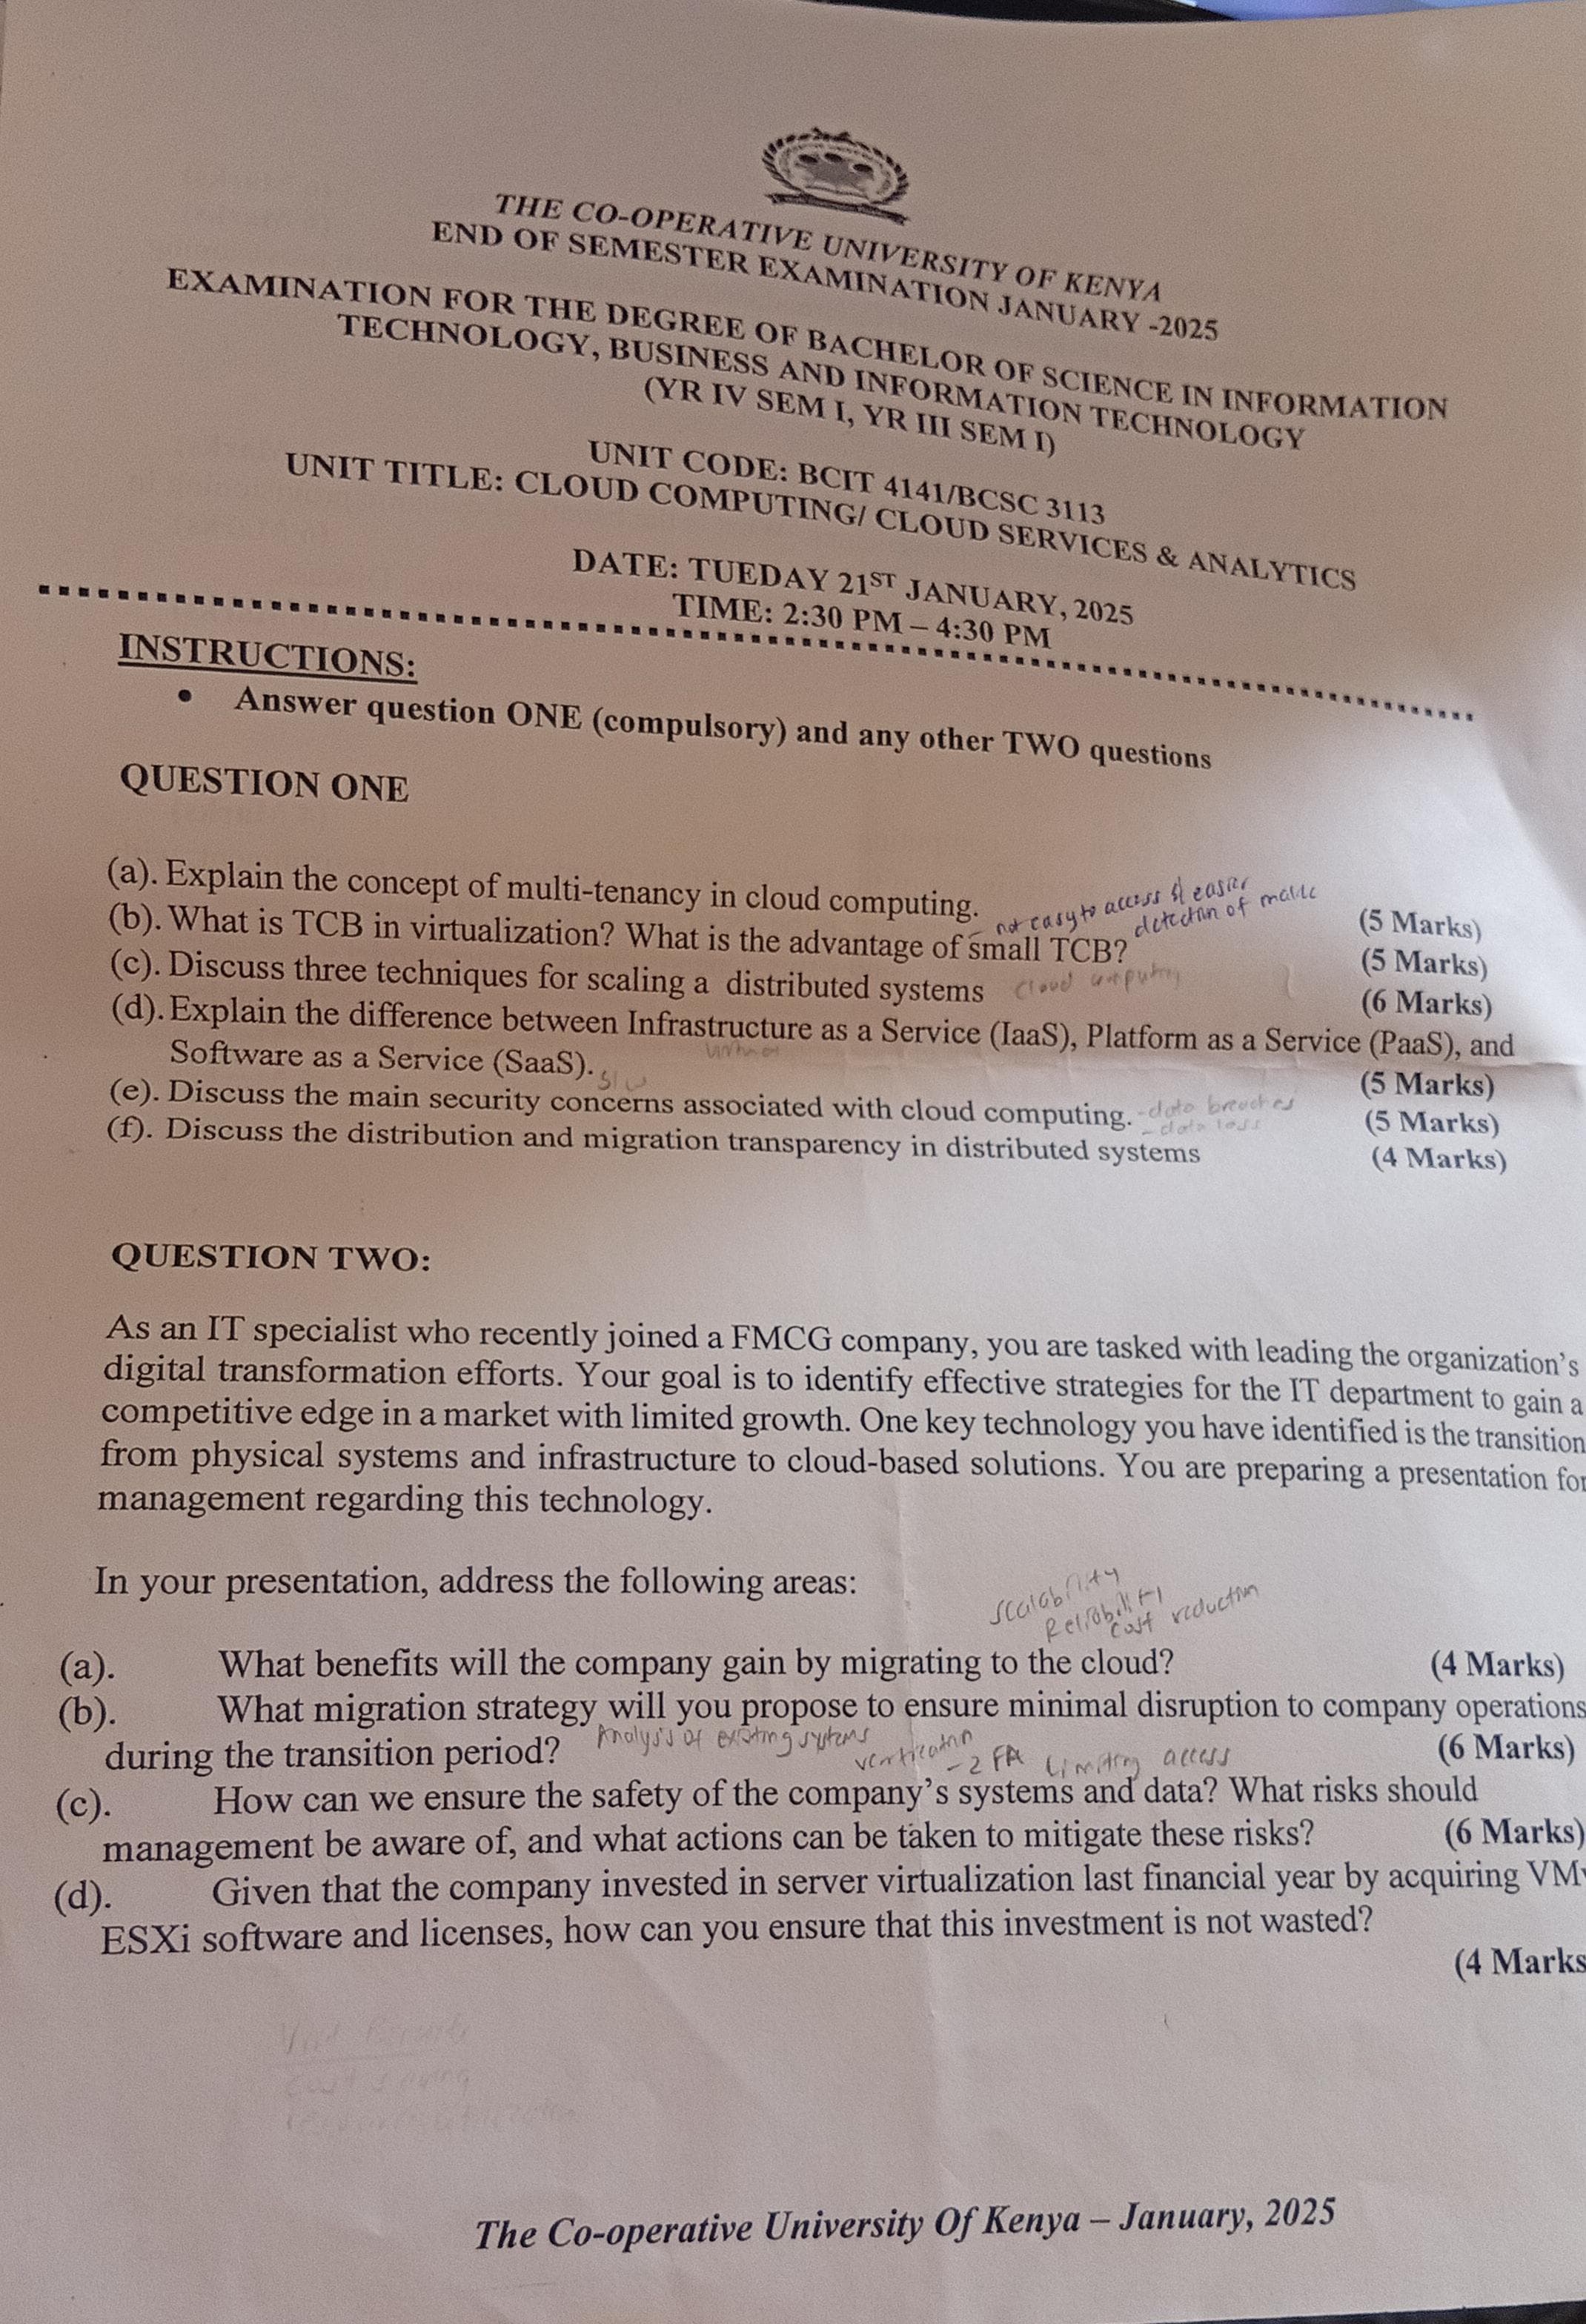 THE CO-OPERATIVE UNIVERSITY OF KENYA
END OF SEMESTER EXAMINATION JANUARY -2025
EXAMINATION FOR THE DEGREE OF BACHELOR OF SCIENCE IN INFORMATION
TECHNOLOGY, BUSINESS AND INFORMATION TECHNOLOGY
(YR IV SEM I, YR III SEM I)
UNIT CODE: BCIT 4141/BCSC 3113
UNIT TITLE: CLOUD COMPUTING/ CLOUD SERVICES & ANALYTICS
DATE: TUEDAY 21ST JANUARY, 2025
TIME: 2:30 PM – 4:30 PM
INSTRUCTIONS:
• Answer question ONE (compulsory) and any other TWO questions
QUESTION ONE
(a). Explain the concept of multi-tenancy in cloud computing. (5 Marks)
not easy to access & easier
detection of malic
(b). What is TCB in virtualization? What is the advantage of small TCB? (5 Marks)
(c). Discuss three techniques for scaling a distributed systems cloud computing (6 Marks)
(d). Explain the difference between Infrastructure as a Service (IaaS), Platform as a Service (PaaS), and
Software as a Service (SaaS). (5 Marks)
(e). Discuss the main security concerns associated with cloud computing. -data breaches (5 Marks)
-data loss
(f). Discuss the distribution and migration transparency in distributed systems (4 Marks)
QUESTION TWO:
As an IT specialist who recently joined a FMCG company, you are tasked with leading the organization's
digital transformation efforts. Your goal is to identify effective strategies for the IT department to gain a
competitive edge in a market with limited growth. One key technology you have identified is the transition
from physical systems and infrastructure to cloud-based solutions. You are preparing a presentation for
management regarding this technology.
In your presentation, address the following areas:
scalability
Reliability
cost reduction
(a). What benefits will the company gain by migrating to the cloud? (4 Marks)
(b). What migration strategy will you propose to ensure minimal disruption to company operations
during the transition period? Analysis of existing systems (6 Marks)
verification
-2 FA Limiting access
(c). How can we ensure the safety of the company's systems and data? What risks should
management be aware of, and what actions can be taken to mitigate these risks? (6 Marks)
(d). Given that the company invested in server virtualization last financial year by acquiring VM
ESXi software and licenses, how can you ensure that this investment is not wasted?
(4 Marks
The Co-operative University Of Kenya – January, 2025